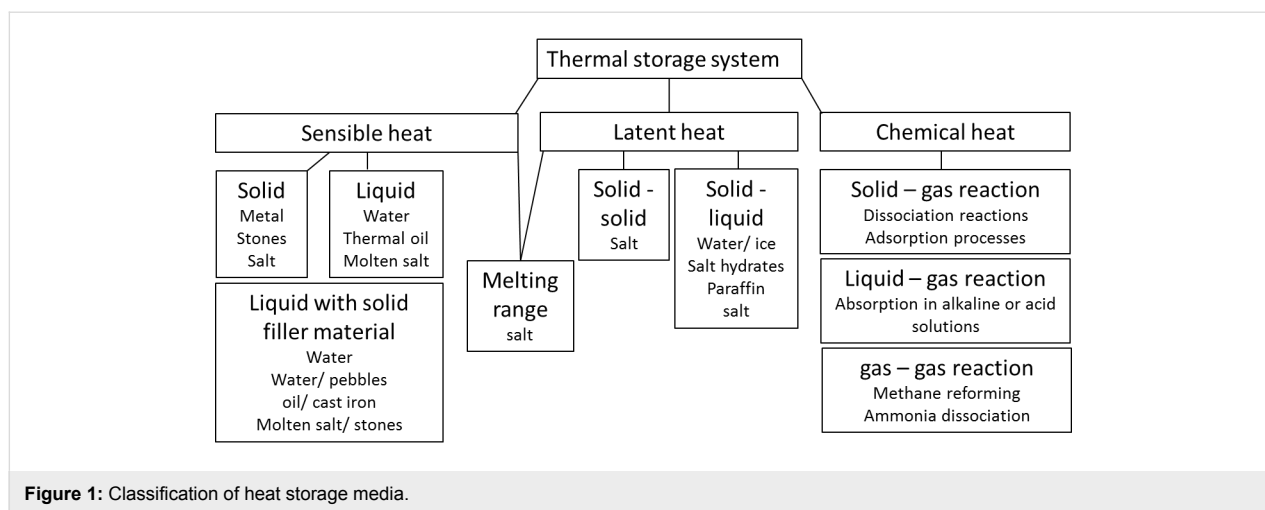 Thermal storage system
Sensible heat
Latent heat
Chemical heat
Solid
Metal
Stones
Salt
Liquid
Water
Thermal oil
Molten salt
Liquid with solid
filler material
Water
Water/ pebbles
oil/ cast iron
Molten salt/ stones
Melting
range
salt
Solid -
solid
Salt
Solid -
liquid
Water/ ice
Salt hydrates
Paraffin
salt
Solid – gas reaction
Dissociation reactions
Adsorption processes
Liquid – gas reaction
Absorption in alkaline or acid
solutions
gas – gas reaction
Methane reforming
Ammonia dissociation
Figure 1: Classification of heat storage media.